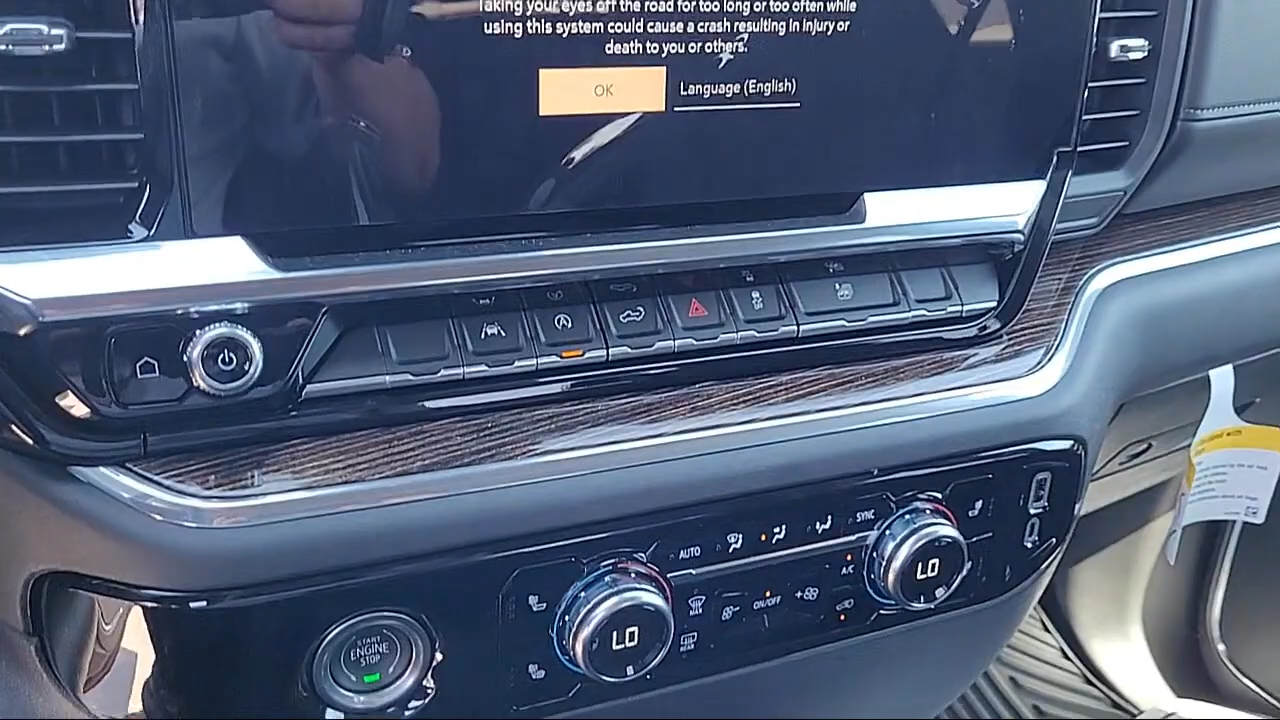 Taking your eyes off the road for too long or too often while
using this system could cause a crash resulting in injury or
death to you or others.
OK
Language (English)
AUTO
SYNC
A/C
MAX
ON/OFF
REAR
LO
LO
START
ENGINE
STOP